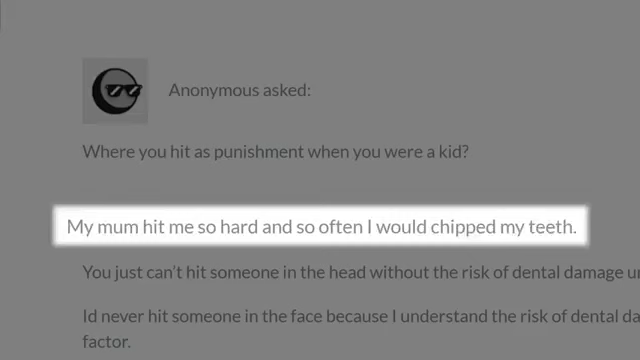 Anonymous asked:
Where you hit as punishment when you were a kid?
My mum hit me so hard and so often I would chipped my teeth.
You just can't hit someone in the head without the risk of dental damage
Id never hit someone in the face because I understand the risk of dental
factor.